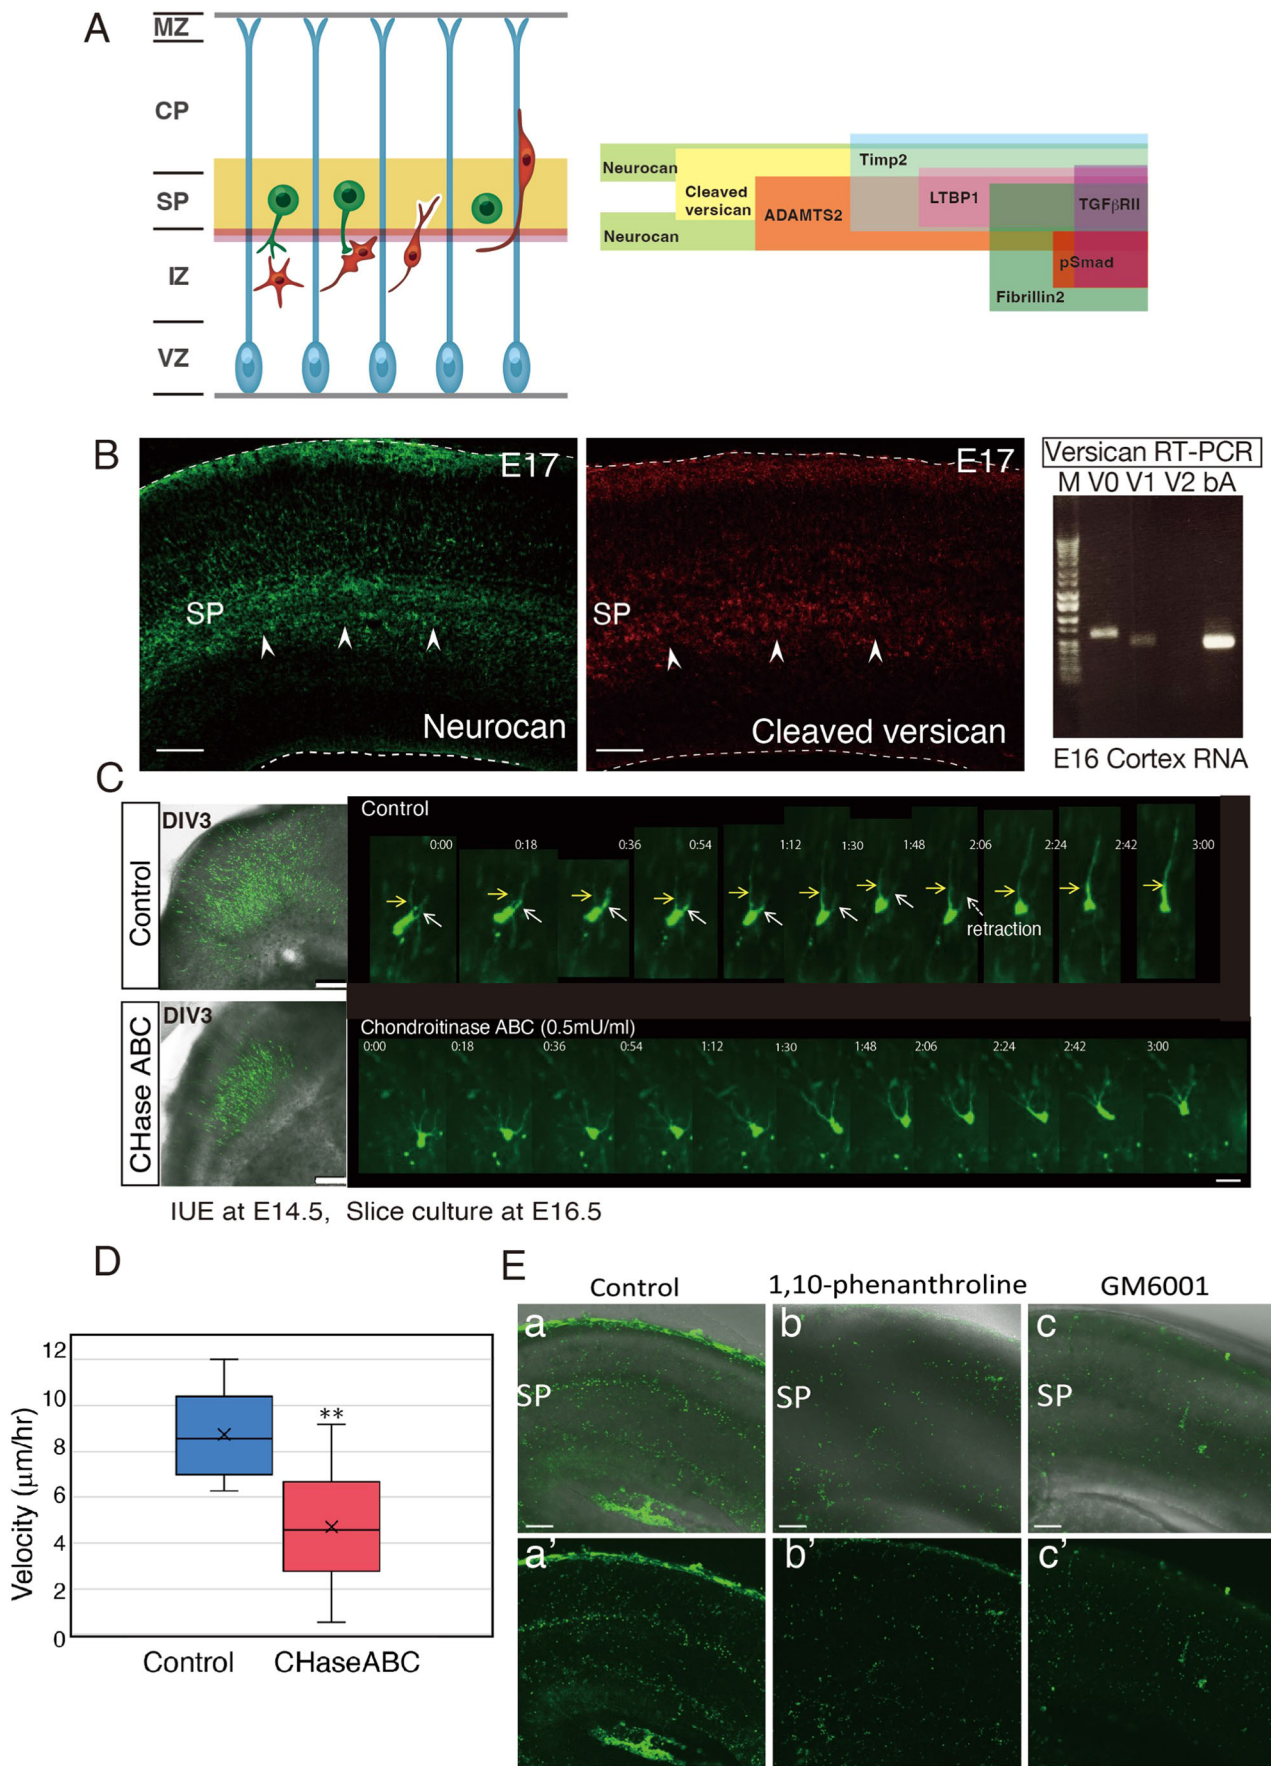 A
MZ
CP
SP
IZ
VZ
Neurocan
Cleaved
versican
Neurocan
ADAMTS2
Timp2
LTBP1
TGFβRII
pSmad
Fibrillin2
B
E17
SP
Neurocan
E17
SP
Cleaved versican
Versican RT-PCR
M V0 V1 V2 bA
E16 Cortex RNA
C
Control
DIV3
Control
0:00 0:18 0:36 0:54 1:12 1:30 1:48 2:06 2:24 2:42 3:00
retraction
CHase ABC
DIV3
Chondroitinase ABC (0.5mU/ml)
0:00 0:18 0:36 0:54 1:12 1:30 1:48 2:06 2:24 2:42 3:00
IUE at E14.5, Slice culture at E16.5
D
Velocity (μm/hr)
12
10
8
6
4
2
0
**
Control CHaseABC
E
Control 1,10-phenanthroline GM6001
a b c
SP SP SP
a' b' c'